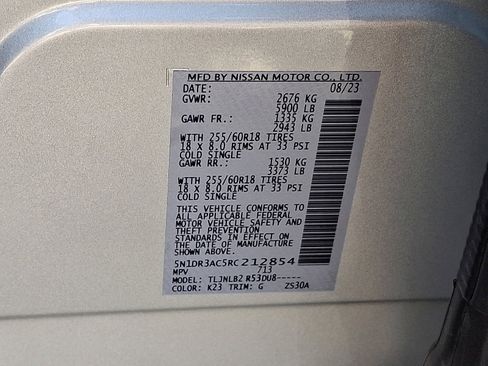 MFD BY NISSAN MOTOR CO., LTD.
DATE: 08/23
GVWR: 2676 KG
5900 LB
GAWR FR.: 1335 KG
2943 LB
WITH 255/60R18 TIRES
18 X 8.0 RIMS AT 33 PSI
COLD SINGLE
GAWR RR.: 1530 KG
3373 LB
WITH 255/60R18 TIRES
18 X 8.0 RIMS AT 33 PSI
COLD SINGLE
THIS VEHICLE CONFORMS TO
ALL APPLICABLE FEDERAL
MOTOR VEHICLE SAFETY AND
THEFT PREVENTION
STANDARDS IN EFFECT ON
THE DATE OF MANUFACTURE
SHOWN ABOVE.
5N1DR3AC5RC212854
MPV 713
MODEL: TLJNLB2 R53DU8-----
COLOR: K23 TRIM: G ZS30A